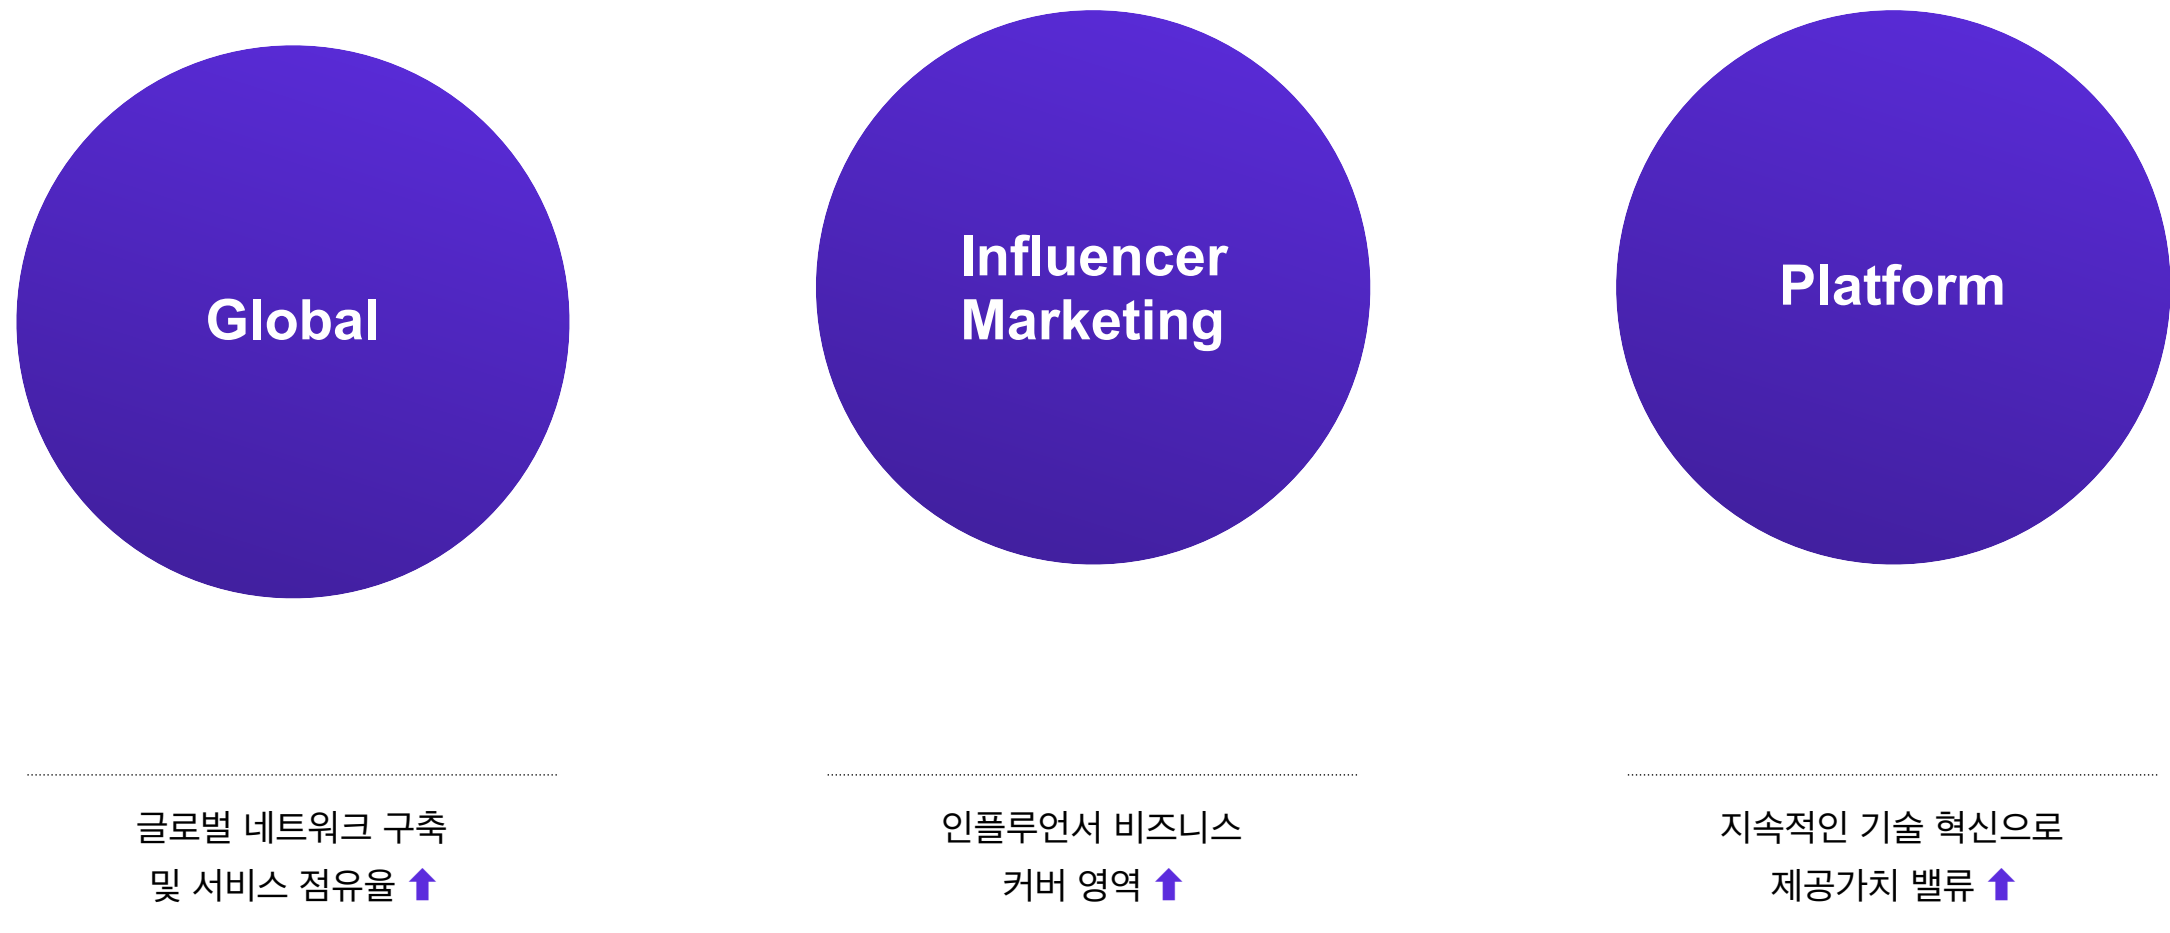 Global
Influencer
Marketing
Platform
글로벌 네트워크 구축
및 서비스 점유율 ⬆
인플루언서 비즈니스
커버 영역 ⬆
지속적인 기술 혁신으로
제공가치 밸류 ⬆